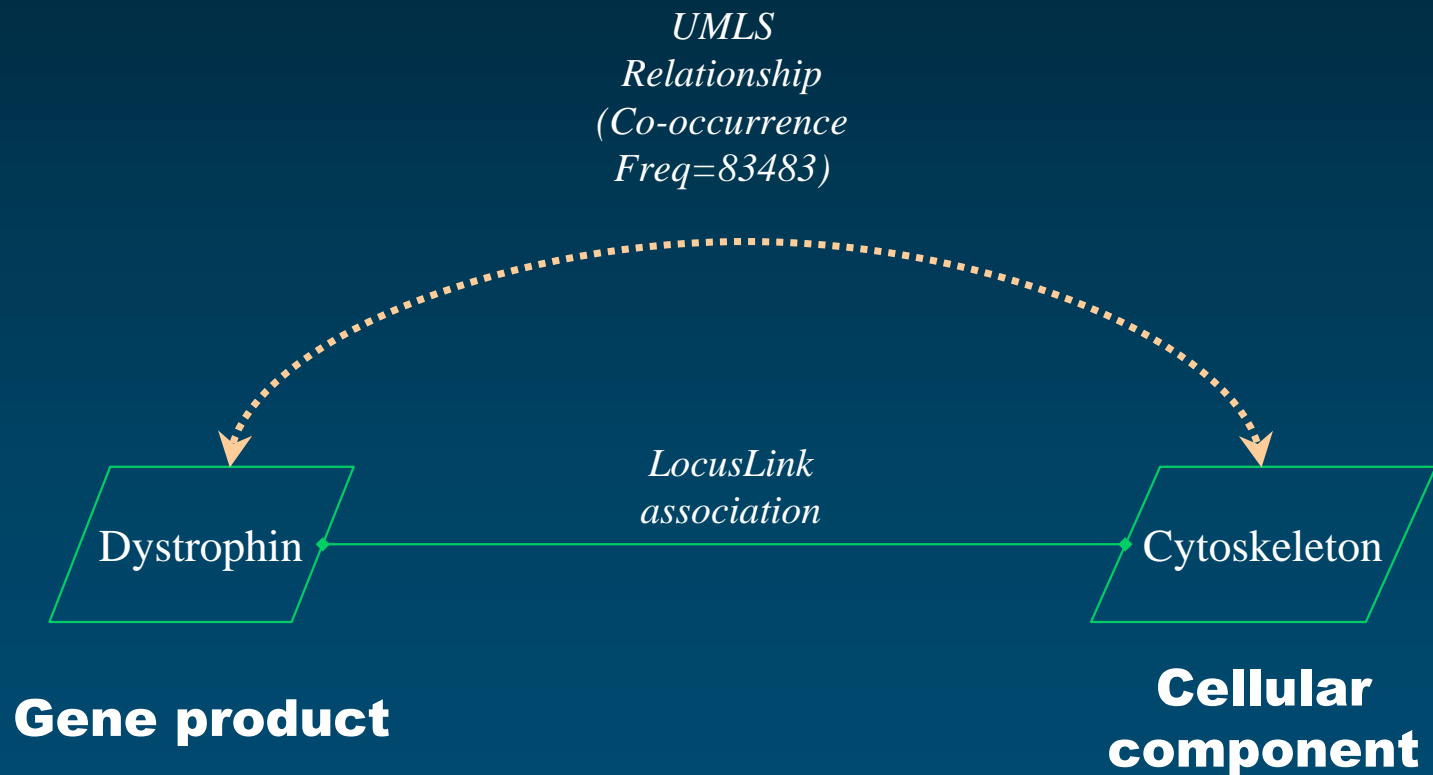 UMLS
Relationship
(Co-occurrence
Freq=83483)
LocusLink
association
Dystrophin
Cytoskeleton
Gene product
Cellular
component